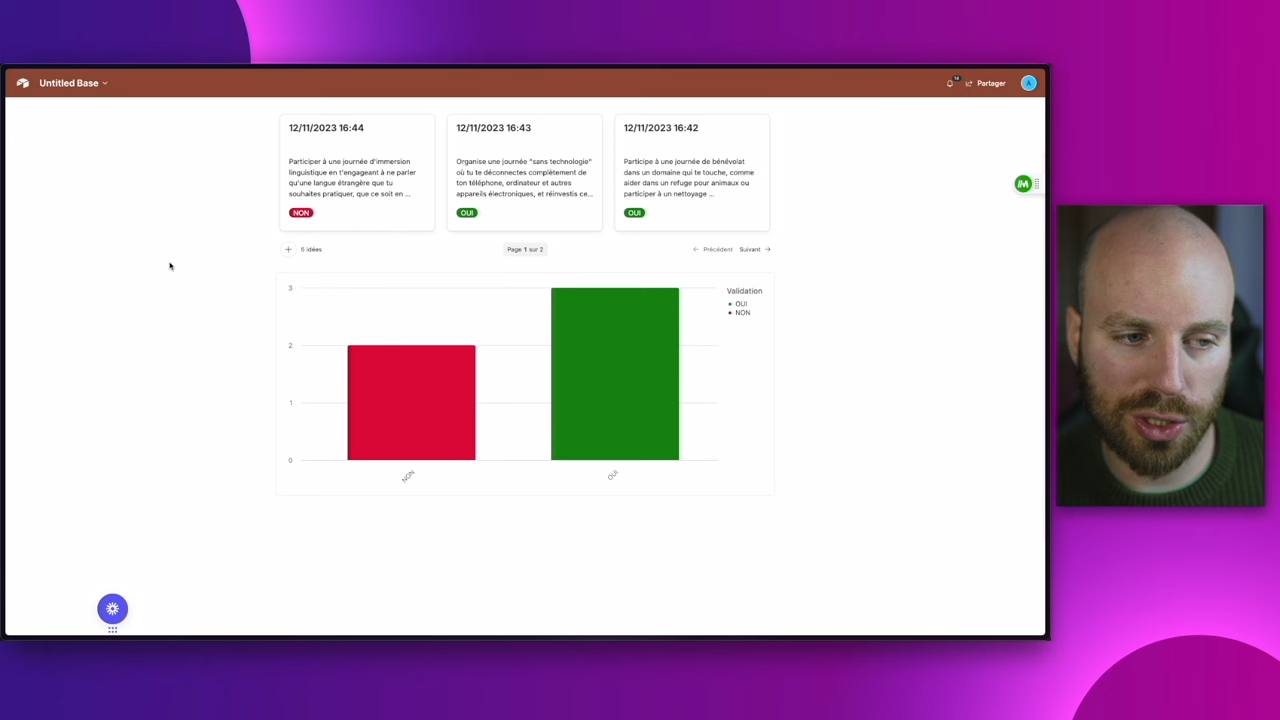 Untitled Base
14
Partager
A
12/11/2023 16:44
Participer à une journée d'immersion
linguistique en t'engageant à ne parler
qu'une langue étrangère que tu
souhaites pratiquer, que ce soit en ...
NON
12/11/2023 16:43
Organise une journée "sans technologie"
où tu te déconnectes complètement de
ton téléphone, ordinateur et autres
appareils électroniques, et réinvestis ce...
OUI
12/11/2023 16:42
Participe à une journée de bénévolat
dans un domaine qui te touche, comme
aider dans un refuge pour animaux ou
participer à un nettoyage ...
OUI
5 idées
Page 1 sur 2
Précédent
Suivant
3
2
1
0
NON
OUI
Validation
OUI
NON